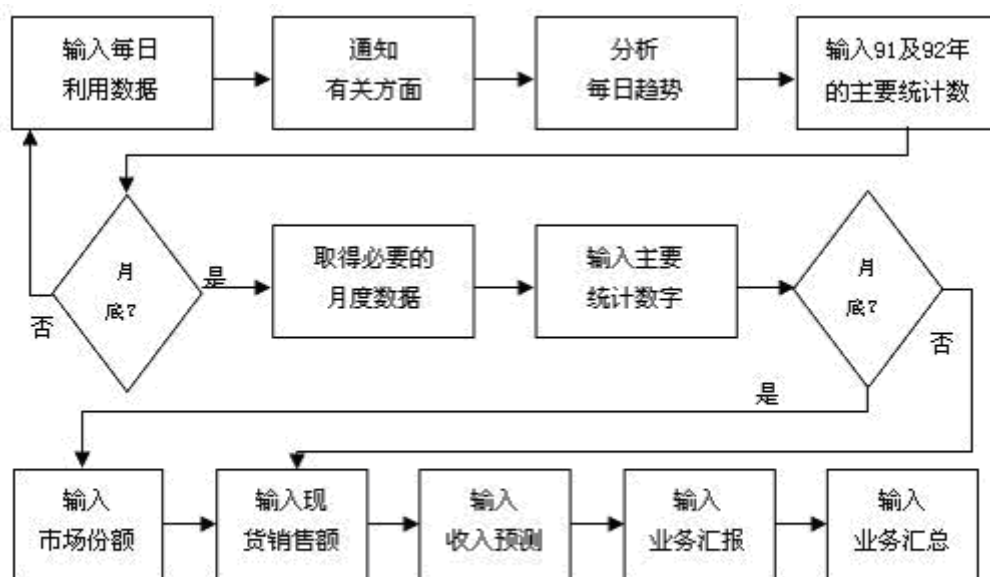 输入每日
利用数据
通知
有关方面
分析
每日趋势
输入91及92年
的主要统计数
月
底?
是
否
取得必要的
月度数据
输入主要
统计数字
月
底?
否
是
输入
市场份额
输入现
货销售额
输入
收入预测
输入
业务汇报
输入
业务汇总